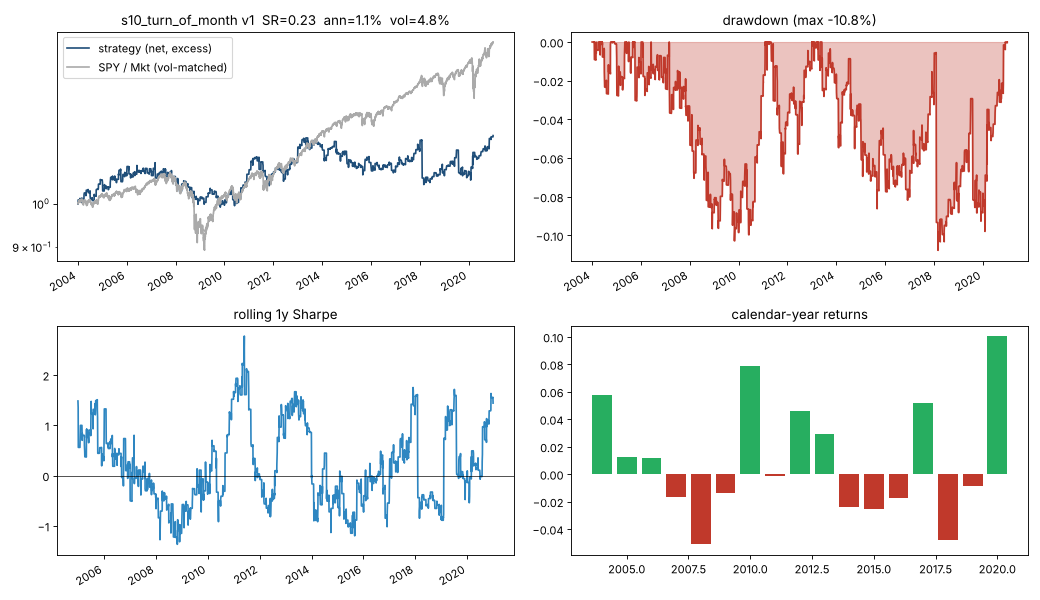 s10_turn_of_month v1  SR=0.23  ann=1.1%  vol=4.8%
strategy (net, excess)
SPY / Mkt (vol-matched)
10⁰
9 × 10⁻¹
2004 2006 2008 2010 2012 2014 2016 2018 2020
drawdown (max -10.8%)
0.00
−0.02
−0.04
−0.06
−0.08
−0.10
2004 2006 2008 2010 2012 2014 2016 2018 2020
rolling 1y Sharpe
2
1
0
−1
2006 2008 2010 2012 2014 2016 2018 2020
calendar-year returns
0.10
0.08
0.06
0.04
0.02
0.00
−0.02
−0.04
2005.0 2007.5 2010.0 2012.5 2015.0 2017.5 2020.0